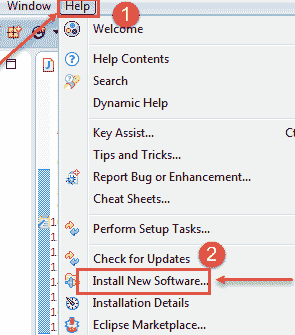 Window Help
1
Welcome
Help Contents
Search
Dynamic Help
Key Assist...
Tips and Tricks...
Report Bug or Enhancement...
Cheat Sheets...
Perform Setup Tasks...
Check for Updates
2
Install New Software...
Installation Details
Eclipse Marketplace...